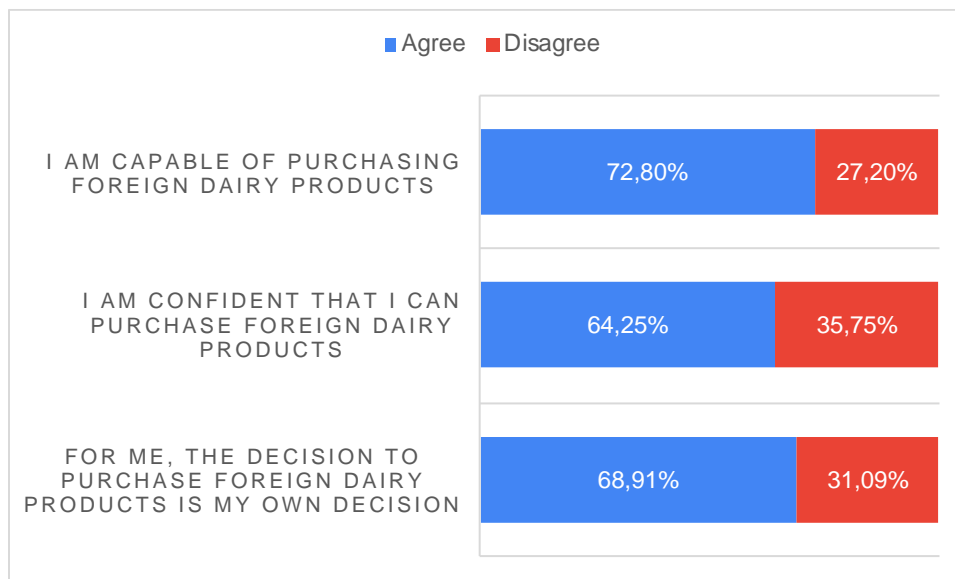 Agree Disagree
I AM CAPABLE OF PURCHASING
FOREIGN DAIRY PRODUCTS
72,80% 27,20%
I AM CONFIDENT THAT I CAN
PURCHASE FOREIGN DAIRY
PRODUCTS
64,25% 35,75%
FOR ME, THE DECISION TO
PURCHASE FOREIGN DAIRY
PRODUCTS IS MY OWN DECISION
68,91% 31,09%